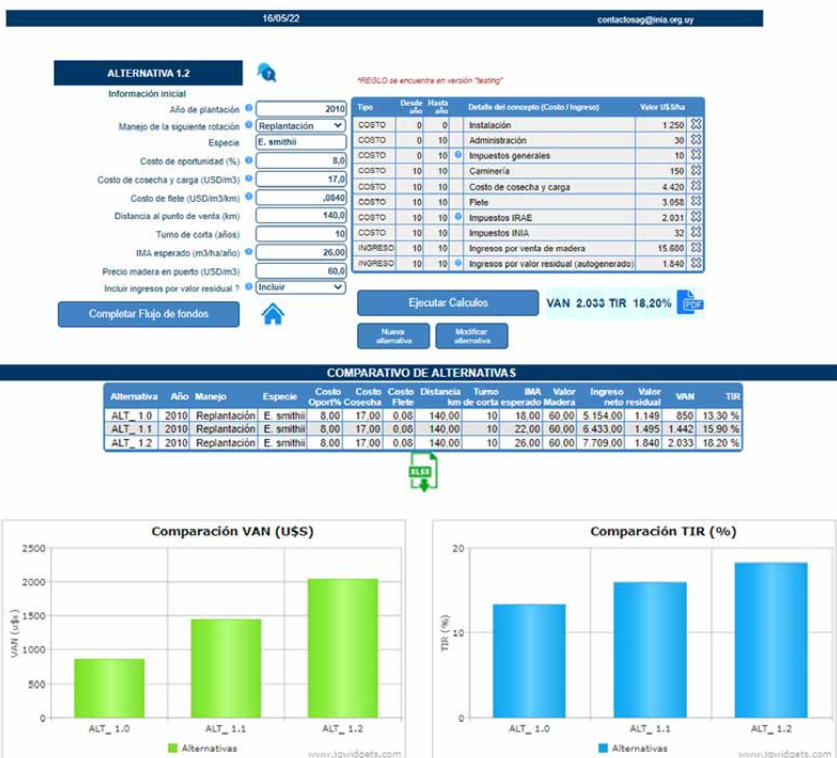 16/05/22 contactosag@inia.org.uy
ALTERNATIVA 1.2
*REGLO se encuentra en versión "testing"
Información inicial
Año de plantación 2010
Manejo de la siguiente rotación Replantación
Especie E. smithii
Costo de oportunidad (%) 8,0
Costo de cosecha y carga (USD/m3) 17,0
Costo de flete (USD/m3/km) ,0840
Distancia al punto de venta (km) 140,0
Turno de corta (años) 10
IMA esperado (m3/ha/año) 26,00
Precio madera en puerto (USD/m3) 60,0
Incluir ingresos por valor residual ? Incluir
Completar Flujo de fondos
Tipo Desde año Hasta año Detalle del concepto (Costo / Ingreso) Valor U$S/ha
COSTO 0 0 Instalación 1.250
COSTO 0 10 Administración 30
COSTO 0 10 Impuestos generales 10
COSTO 10 10 Caminería 150
COSTO 10 10 Costo de cosecha y carga 4.420
COSTO 10 10 Flete 3.058
COSTO 10 10 Impuestos IRAE 2.031
COSTO 10 10 Impuestos INIA 32
INGRESO 10 10 Ingresos por venta de madera 15.600
INGRESO 10 10 Ingresos por valor residual (autogenerado) 1.840
Ejecutar Calculos VAN 2.033 TIR 18,20% PDF
Nueva alternativa Modificar alternativa
COMPARATIVO DE ALTERNATIVAS
Alternativa Año Manejo Especie Costo Oport% Costo Cosecha Costo Flete Distancia km Turno de corta IMA esperado Valor Madera Ingreso neto Valor residual VAN TIR
ALT_ 1.0 2010 Replantación E. smithii 8,00 17,00 0,08 140,00 10 18,00 60,00 5.154,00 1.149 850 13.30 %
ALT_ 1.1 2010 Replantación E. smithii 8,00 17,00 0,08 140,00 10 22,00 60,00 6.433,00 1.495 1.442 15,90 %
ALT_ 1.2 2010 Replantación E. smithii 8,00 17,00 0,08 140,00 10 26,00 60,00 7.709,00 1.840 2.033 18.20 %
XLSX
Comparación VAN (U$S)
VAN (u$s)
2500
2000
1500
1000
500
0
ALT_ 1.0 ALT_ 1.1 ALT_ 1.2
Alternativas
www.jqwidgets.com
Comparación TIR (%)
TIR (%)
20
10
0
ALT_ 1.0 ALT_ 1.1 ALT_ 1.2
Alternativas
www.jqwidgets.com